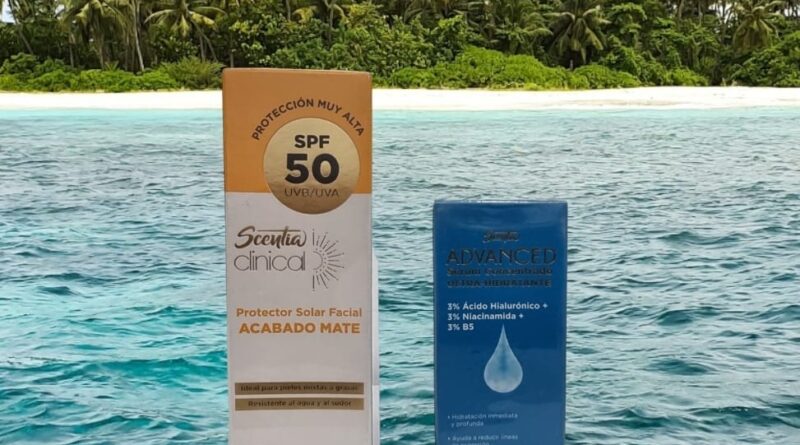 PROTECCIÓN MUY ALTA
SPF
50
UVB/UVA
Scentia
clinical
Protector Solar Facial
ACABADO MATE
Ideal para pieles mixtas a grasas
Resistente al agua y al sudor
Scentia
ADVANCED
Sérum Concentrado
ULTRA-HIDRATANTE
3% Ácido Hialurónico +
3% Niacinamida +
3% B5
• Hidratación inmediata
y profunda
• Ayuda a reducir líneas